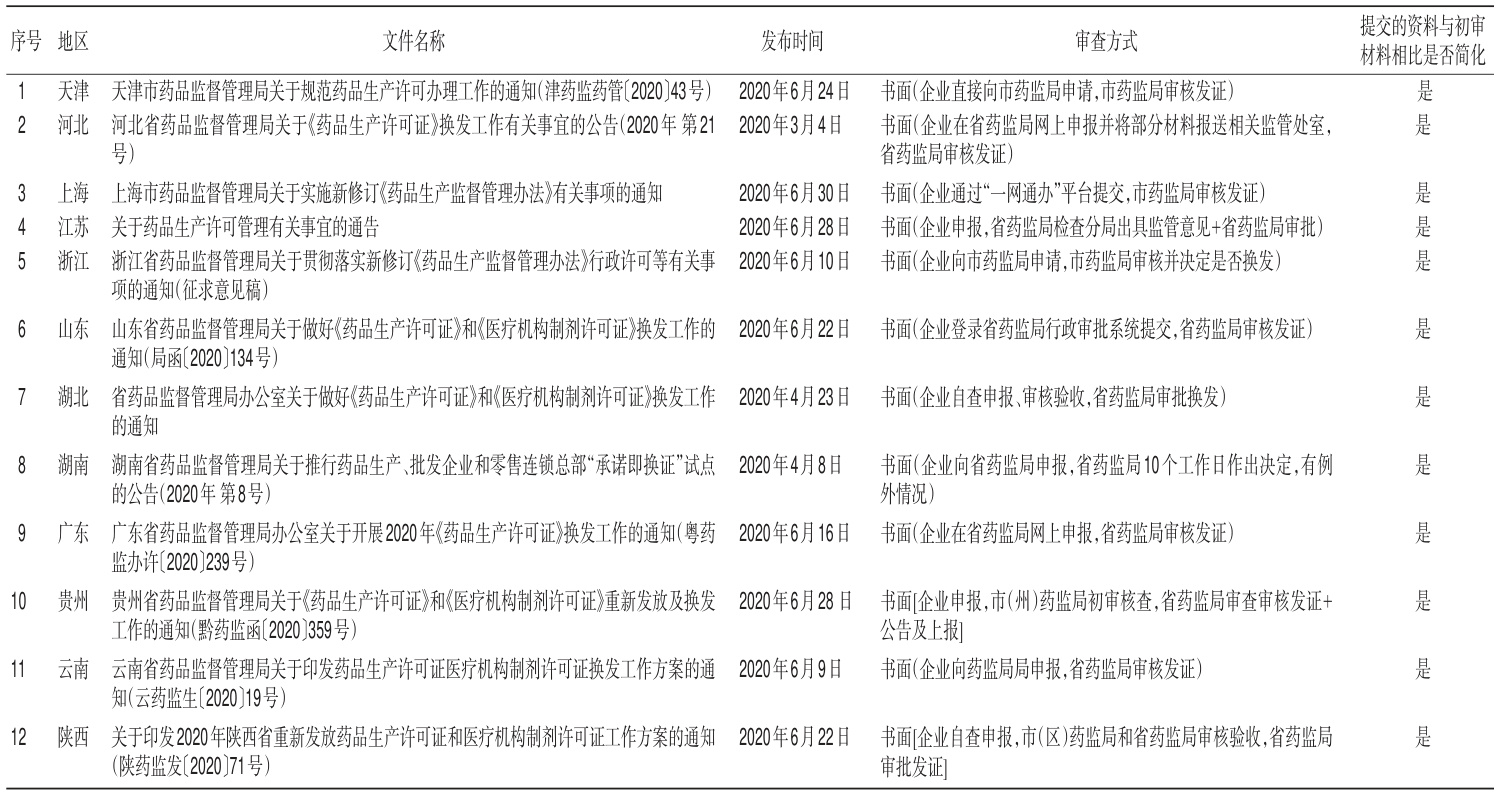 序号 地区 文件名称 发布时间 审查方式 提交的资料与初审
材料相比是否简化
1 天津 天津市药品监督管理局关于规范药品生产许可办理工作的通知(津药监药管〔2020〕43号) 2020年6月24日 书面(企业直接向市药监局申请,市药监局审核发证) 是
2 河北 河北省药品监督管理局关于《药品生产许可证》换发工作有关事宜的公告(2020年 第21 2020年3月4日 书面(企业在省药监局网上申报并将部分材料报送相关监管处室, 是
号) 省药监局审核发证)
3 上海 上海市药品监督管理局关于实施新修订《药品生产监督管理办法》有关事项的通知 2020年6月30日 书面(企业通过“一网通办”平台提交,市药监局审核发证) 是
4 江苏 关于药品生产许可管理有关事宜的通告 2020年6月28日 书面(企业申报,省药监局检查分局出具监管意见+省药监局审批) 是
5 浙江 浙江省药品监督管理局关于贯彻落实新修订《药品生产监督管理办法》行政许可等有关事 2020年6月10日 书面(企业向市药监局申请,市药监局审核并决定是否换发) 是
项的通知(征求意见稿)
6 山东 山东省药品监督管理局关于做好《药品生产许可证》和《医疗机构制剂许可证》换发工作的 2020年6月22日 书面(企业登录省药监局行政审批系统提交,省药监局审核发证) 是
通知(局函〔2020〕134号)
7 湖北 省药品监督管理局办公室关于做好《药品生产许可证》和《医疗机构制剂许可证》换发工作 2020年4月23日 书面(企业自查申报、审核验收,省药监局审批换发) 是
的通知
8 湖南 湖南省药品监督管理局关于推行药品生产、批发企业和零售连锁总部“承诺即换证”试点 2020年4月8日 书面(企业向省药监局申报,省药监局10个工作日作出决定,有例 是
的公告(2020年 第8号) 外情况)
9 广东 广东省药品监督管理局办公室关于开展2020年《药品生产许可证》换发工作的通知(粤药 2020年6月16日 书面(企业在省药监局网上申报,省药监局审核发证) 是
监办许〔2020〕239号)
10 贵州 贵州省药品监督管理局关于《药品生产许可证》和《医疗机构制剂许可证》重新发放及换发 2020年6月28日 书面[企业申报,市(州)药监局初审核查,省药监局审查审核发证+ 是
工作的通知(黔药监函〔2020〕359号) 公告及上报]
11 云南 云南省药品监督管理局关于印发药品生产许可证医疗机构制剂许可证换发工作方案的通 2020年6月9日 书面(企业向药监局局申报,省药监局审核发证) 是
知(云药监生〔2020〕19号)
12 陕西 关于印发2020年陕西省重新发放药品生产许可证和医疗机构制剂许可证工作方案的通知 2020年6月22日 书面[企业自查申报,市(区)药监局和省药监局审核验收,省药监局 是
(陕药监发〔2020〕71号) 审批发证]